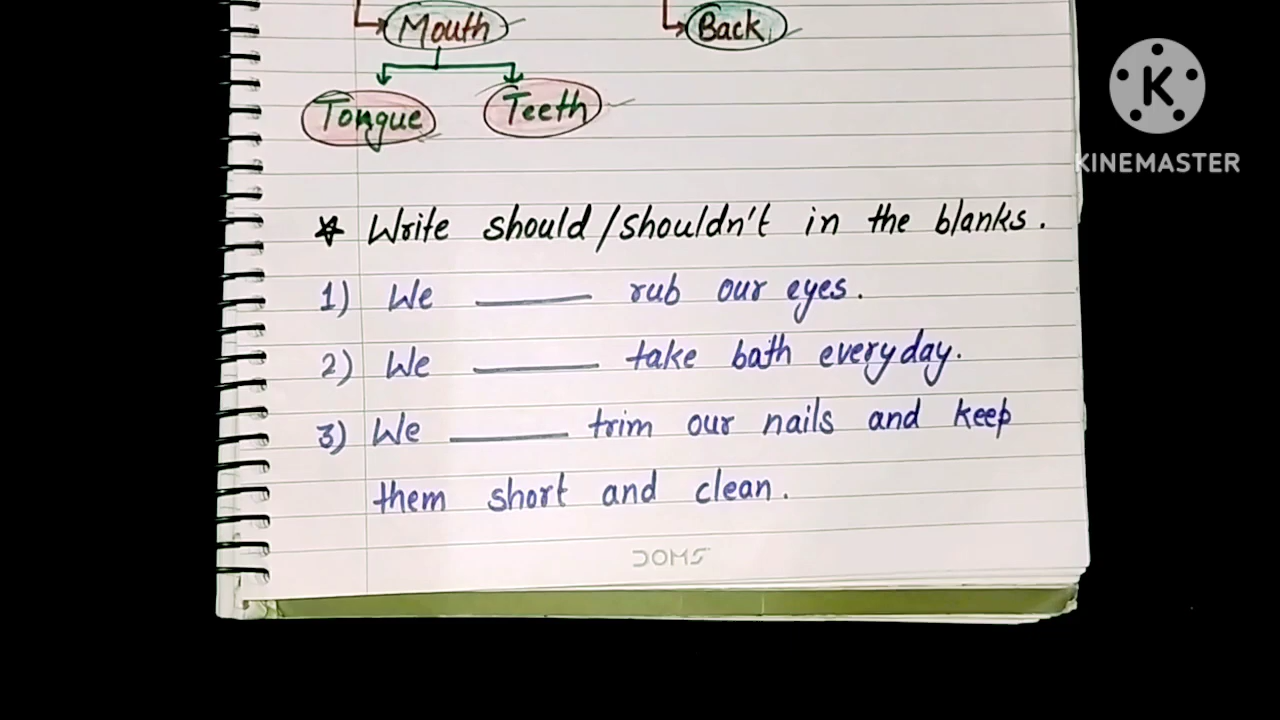 Mouth Back
Tongue Teeth
K
KINEMASTER
* Write should/shouldn't in the blanks.
1) We ______ rub our eyes.
2) We ______ take bath everyday.
3) We ______ trim our nails and keep
them short and clean.
DOMS